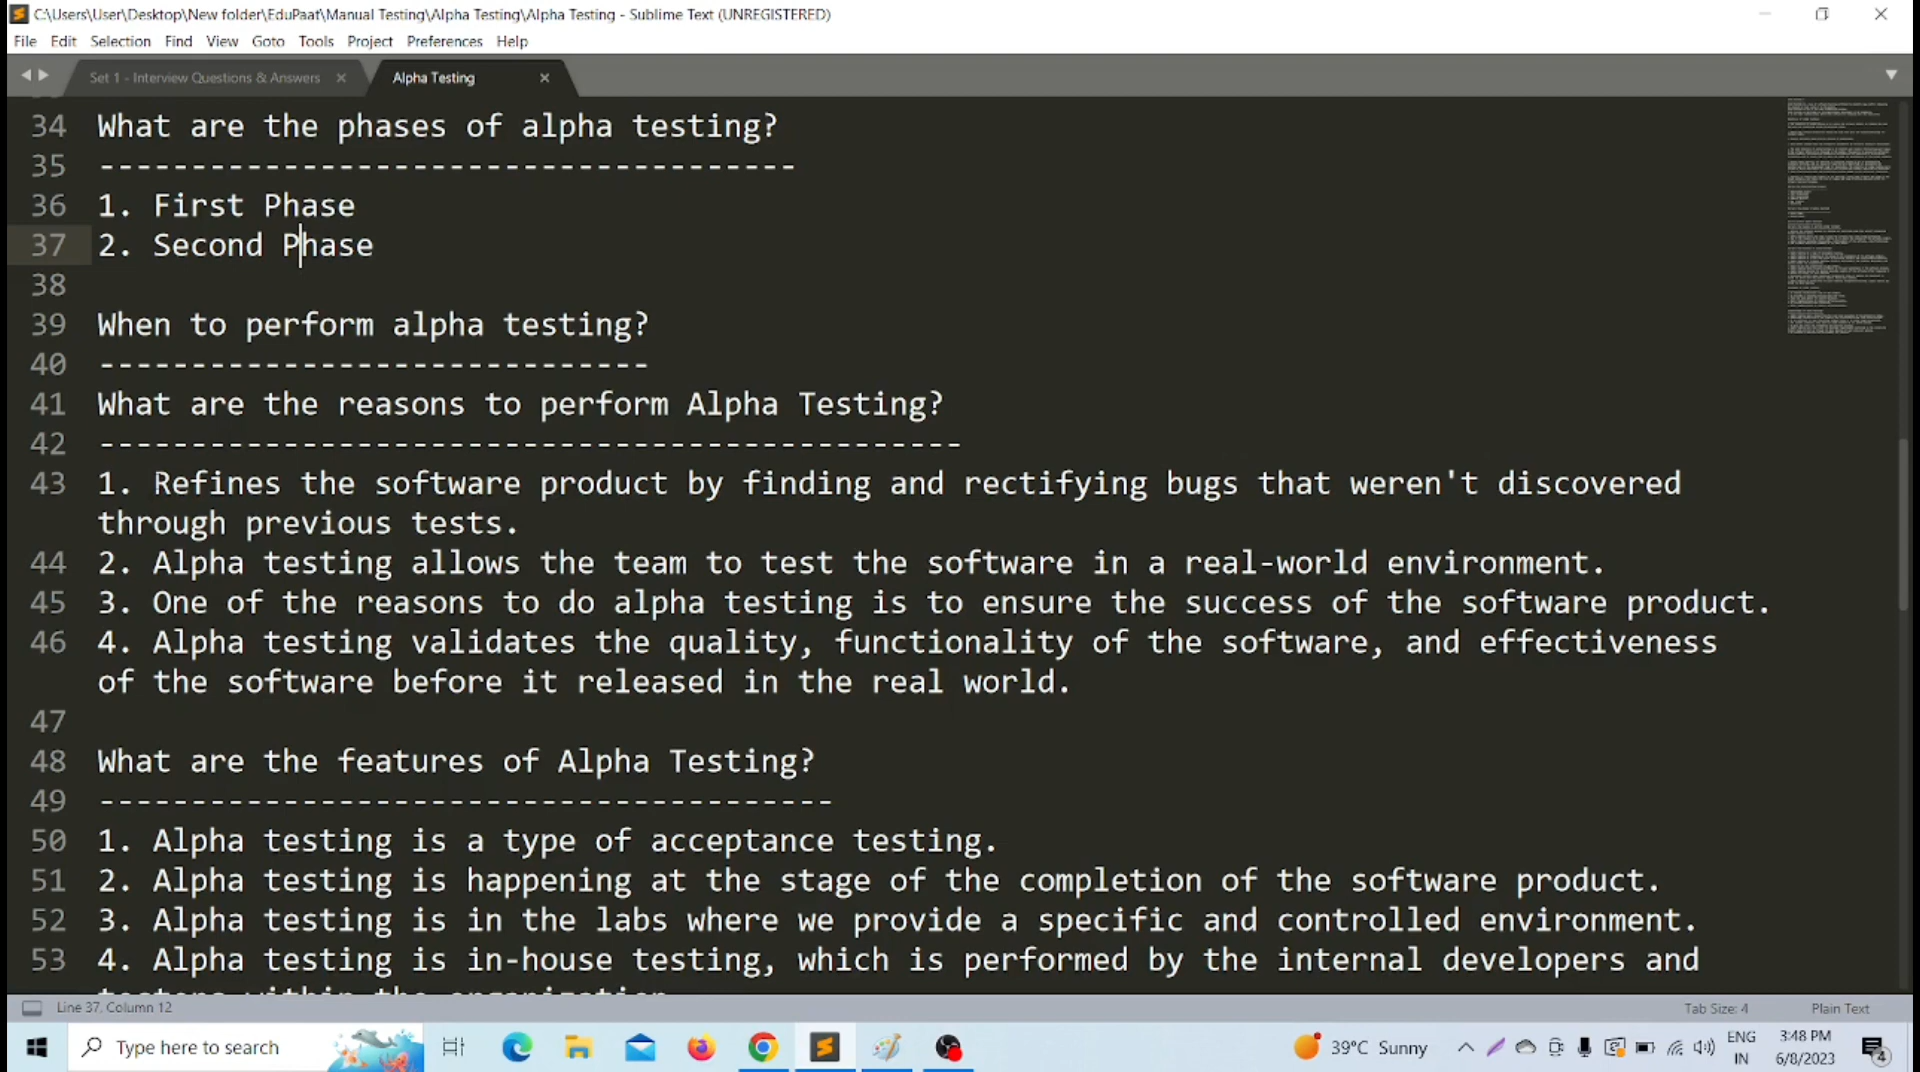 C:\Users\User\Desktop\New folder\EduPaat\Manual Testing\Alpha Testing\Alpha Testing - Sublime Text (UNREGISTERED)
File Edit Selection Find View Goto Tools Project Preferences Help
Set 1 - Interview Questions & Answers Alpha Testing
34 What are the phases of alpha testing?
35 --------------------------------------
36 1. First Phase
37 2. Second Phase
38
39 When to perform alpha testing?
40 ------------------------------
41 What are the reasons to perform Alpha Testing?
42 -----------------------------------------------
43 1. Refines the software product by finding and rectifying bugs that weren't discovered
through previous tests.
44 2. Alpha testing allows the team to test the software in a real-world environment.
45 3. One of the reasons to do alpha testing is to ensure the success of the software product.
46 4. Alpha testing validates the quality, functionality of the software, and effectiveness
of the software before it released in the real world.
47
48 What are the features of Alpha Testing?
49 ----------------------------------------
50 1. Alpha testing is a type of acceptance testing.
51 2. Alpha testing is happening at the stage of the completion of the software product.
52 3. Alpha testing is in the labs where we provide a specific and controlled environment.
53 4. Alpha testing is in-house testing, which is performed by the internal developers and
Line 37, Column 12 Tab Size: 4 Plain Text
Type here to search 39°C Sunny ENG IN 3:48 PM 6/8/2023 4